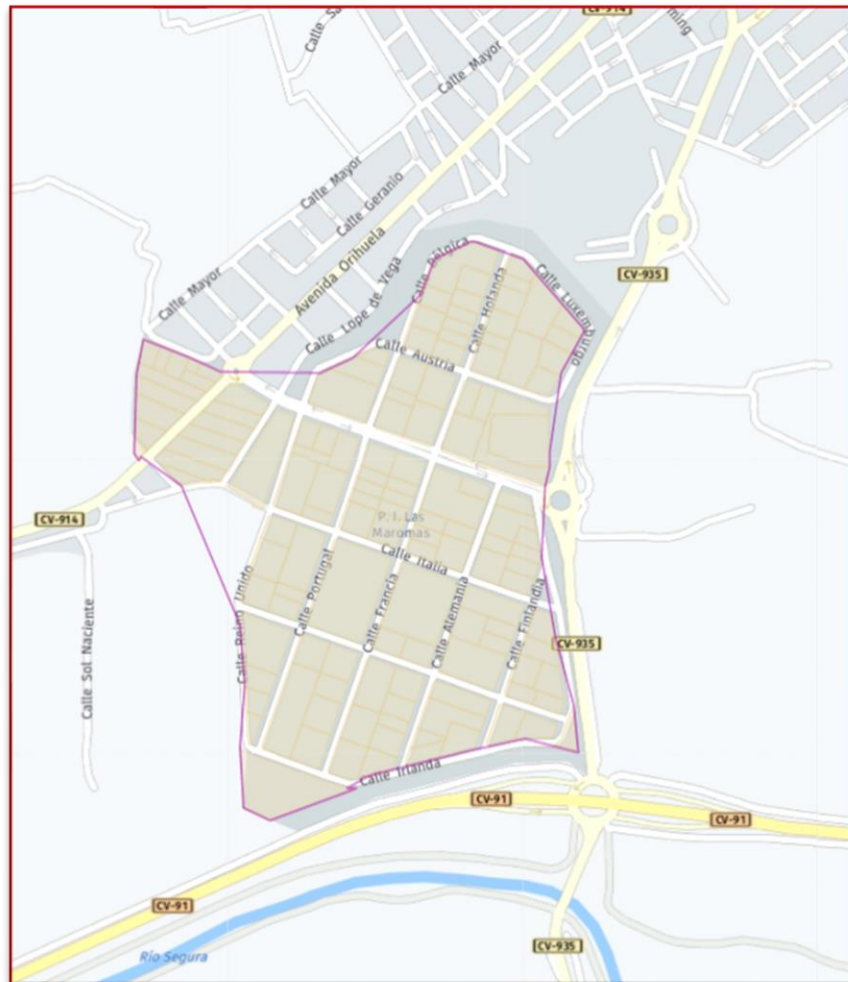 CV-914
Calle Mayor
Calle Mayor
Calle Geranio
Avenida Orihuela
Calle Bélgica
CV-935
Calle Lope de Vega
Calle Holanda
Calle Luxemburgo
Calle Mayor
Calle Austria
CV-914
P. I. Las
Maromas
Calle Italia
Calle Reino Unido
Calle Portugal
Calle Francia
Calle Alemania
Calle Finlandia
Calle Sol Naciente
CV-935
Calle Irlanda
CV-91
CV-91
CV-91
CV-935
Río Segura